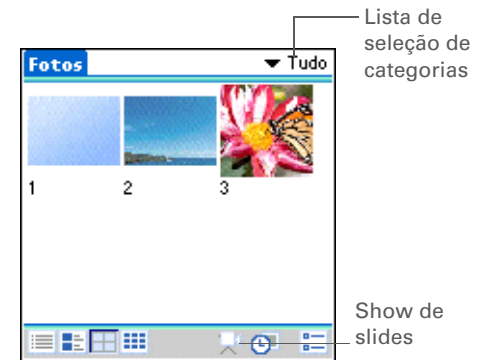 Lista de
seleção de
categorias
Fotos
Tudo
1 2 3
Show de
slides